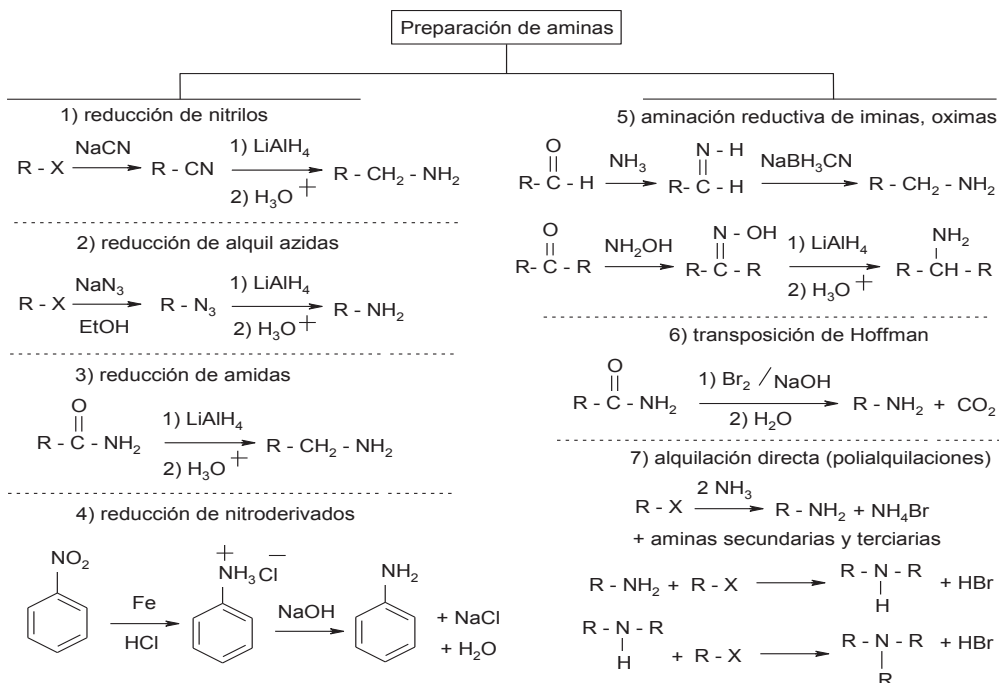 Preparación de aminas
1) reducción de nitrilos
R - X NaCN R - CN 1) LiAlH4 2) H3O+ R - CH2 - NH2
2) reducción de alquil azidas
R - X NaN3 EtOH R - N3 1) LiAlH4 2) H3O+ R - NH2
3) reducción de amidas
O
R - C - NH2 1) LiAlH4 2) H3O+ R - CH2 - NH2
4) reducción de nitroderivados
NO2 Fe HCl + NH3Cl − NaOH NH2 + NaCl
+ H2O
5) aminación reductiva de iminas, oximas
O N - H
R- C - H NH3 R- C - H NaBH3CN R - CH2 - NH2
O N - OH NH2
R- C - R NH2OH R- C - R 1) LiAlH4 2) H3O+ R- CH - R
6) transposición de Hoffman
O
R - C - NH2 1) Br2 / NaOH 2) H2O R - NH2 + CO2
7) alquilación directa (polialquilaciones)
R - X 2 NH3 R - NH2 + NH4Br
+ aminas secundarias y terciarias
R - NH2 + R - X R - N - R + HBr
H
R - N - R + R - X R - N - R + HBr
H R